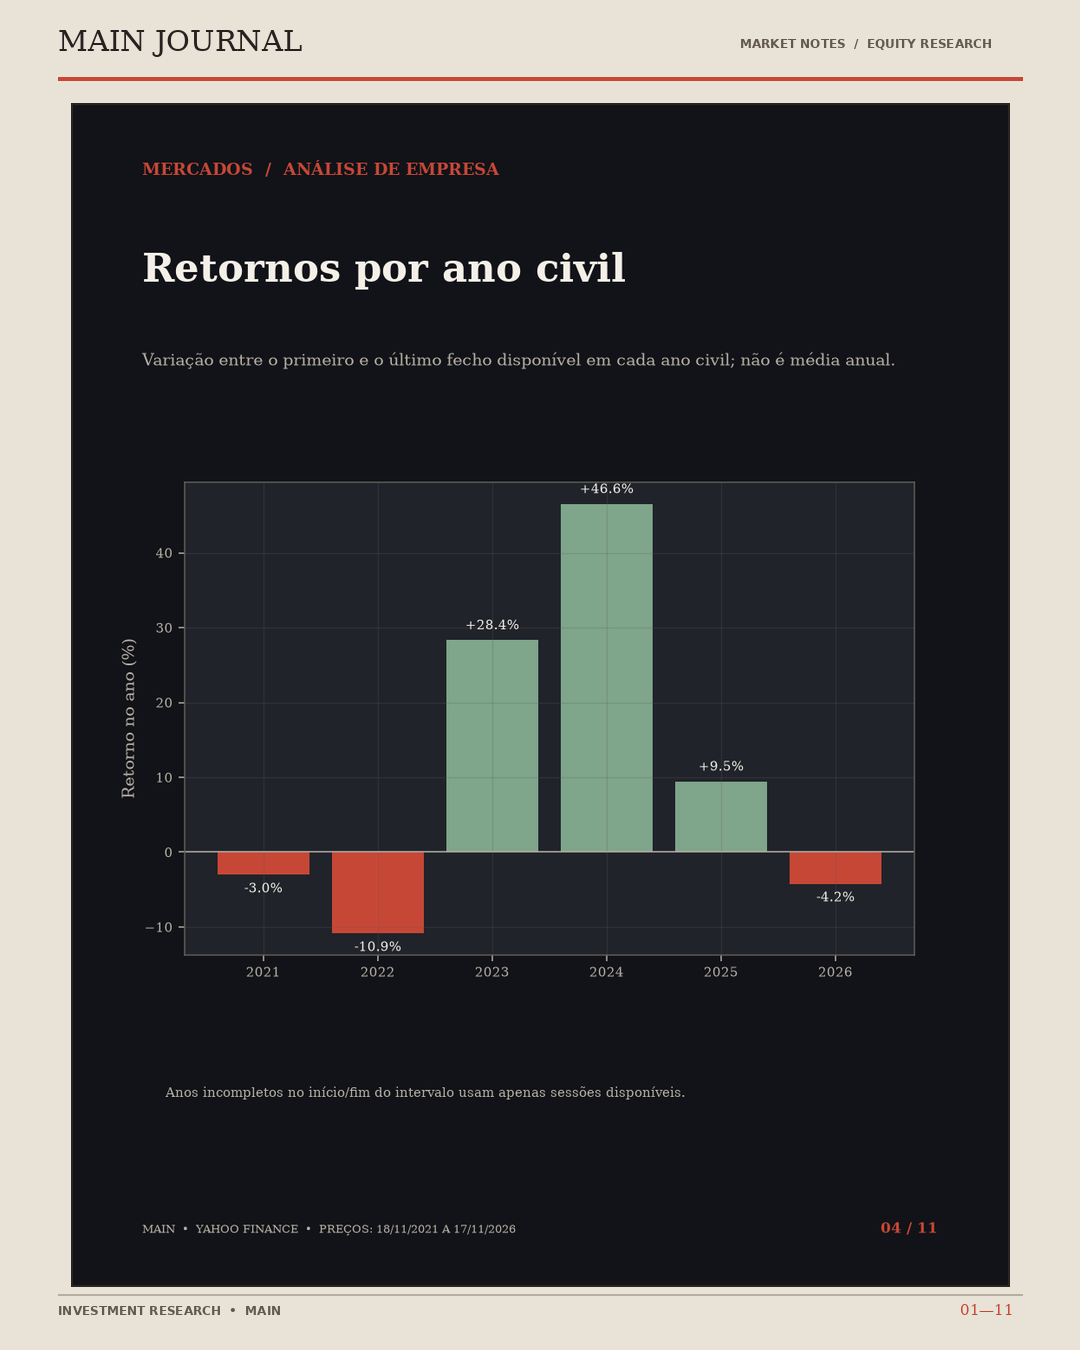 MAIN JOURNAL
MARKET NOTES / EQUITY RESEARCH
MERCADOS / ANÁLISE DE EMPRESA
Retornos por ano civil
Variação entre o primeiro e o último fecho disponível em cada ano civil; não é média anual.
Retorno no ano (%)
40
30
20
10
0
−10
-3.0%
-10.9%
+28.4%
+46.6%
+9.5%
-4.2%
2021
2022
2023
2024
2025
2026
Anos incompletos no início/fim do intervalo usam apenas sessões disponíveis.
MAIN • YAHOO FINANCE • PREÇOS: 18/11/2021 A 17/11/2026
04 / 11
INVESTMENT RESEARCH • MAIN
01—11